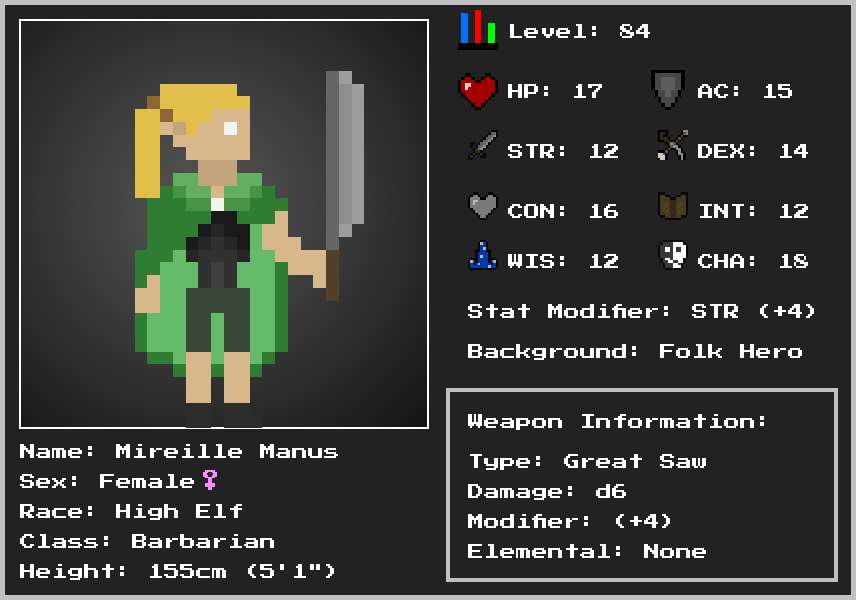 Level: 84
HP: 17
AC: 15
STR: 12
DEX: 14
CON: 16
INT: 12
WIS: 12
CHA: 18
Stat Modifier: STR (+4)
Background: Folk Hero
Weapon Information:
Type: Great Saw
Damage: d6
Modifier: (+4)
Elemental: None
Name: Mireille Manus
Sex: Female♀
Race: High Elf
Class: Barbarian
Height: 155cm (5'1")